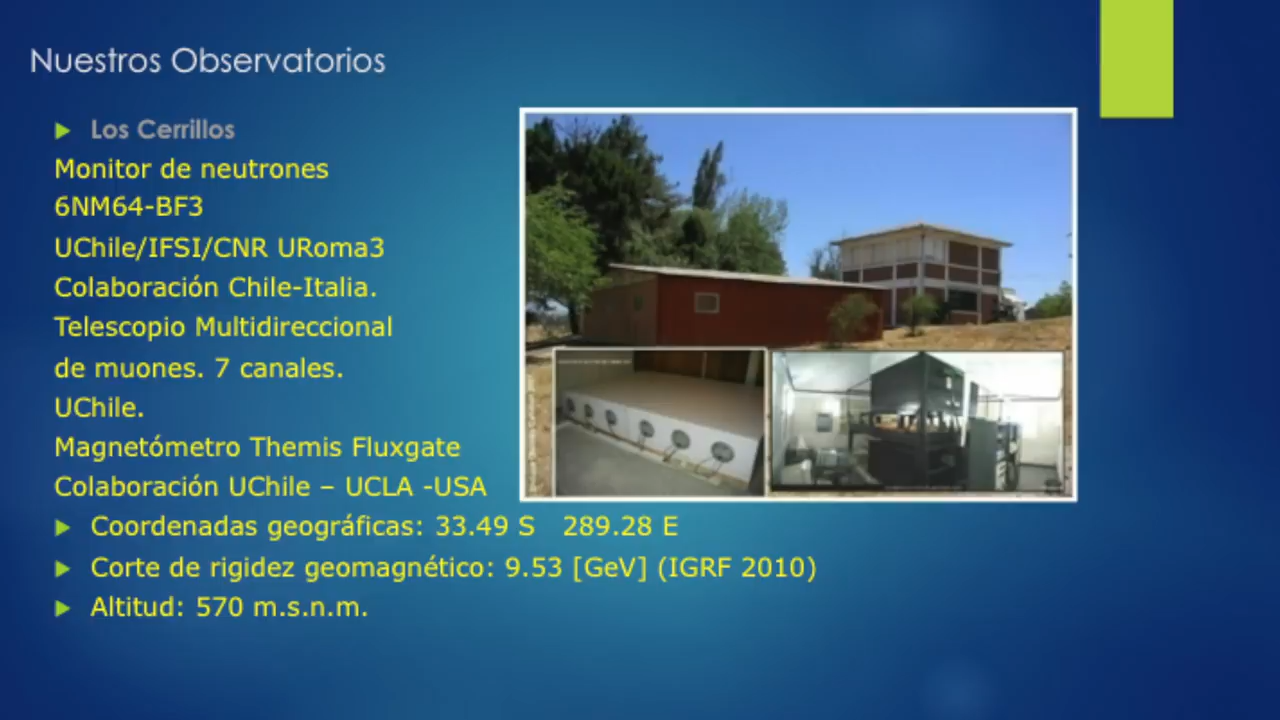 Nuestros Observatorios
Los Cerrillos
Monitor de neutrones
6NM64-BF3
UChile/IFSI/CNR URoma3
Colaboración Chile-Italia.
Telescopio Multidireccional
de muones. 7 canales.
UChile.
Magnetómetro Themis Fluxgate
Colaboración UChile – UCLA -USA
Coordenadas geográficas: 33.49 S   289.28 E
Corte de rigidez geomagnético: 9.53 [GeV] (IGRF 2010)
Altitud: 570 m.s.n.m.